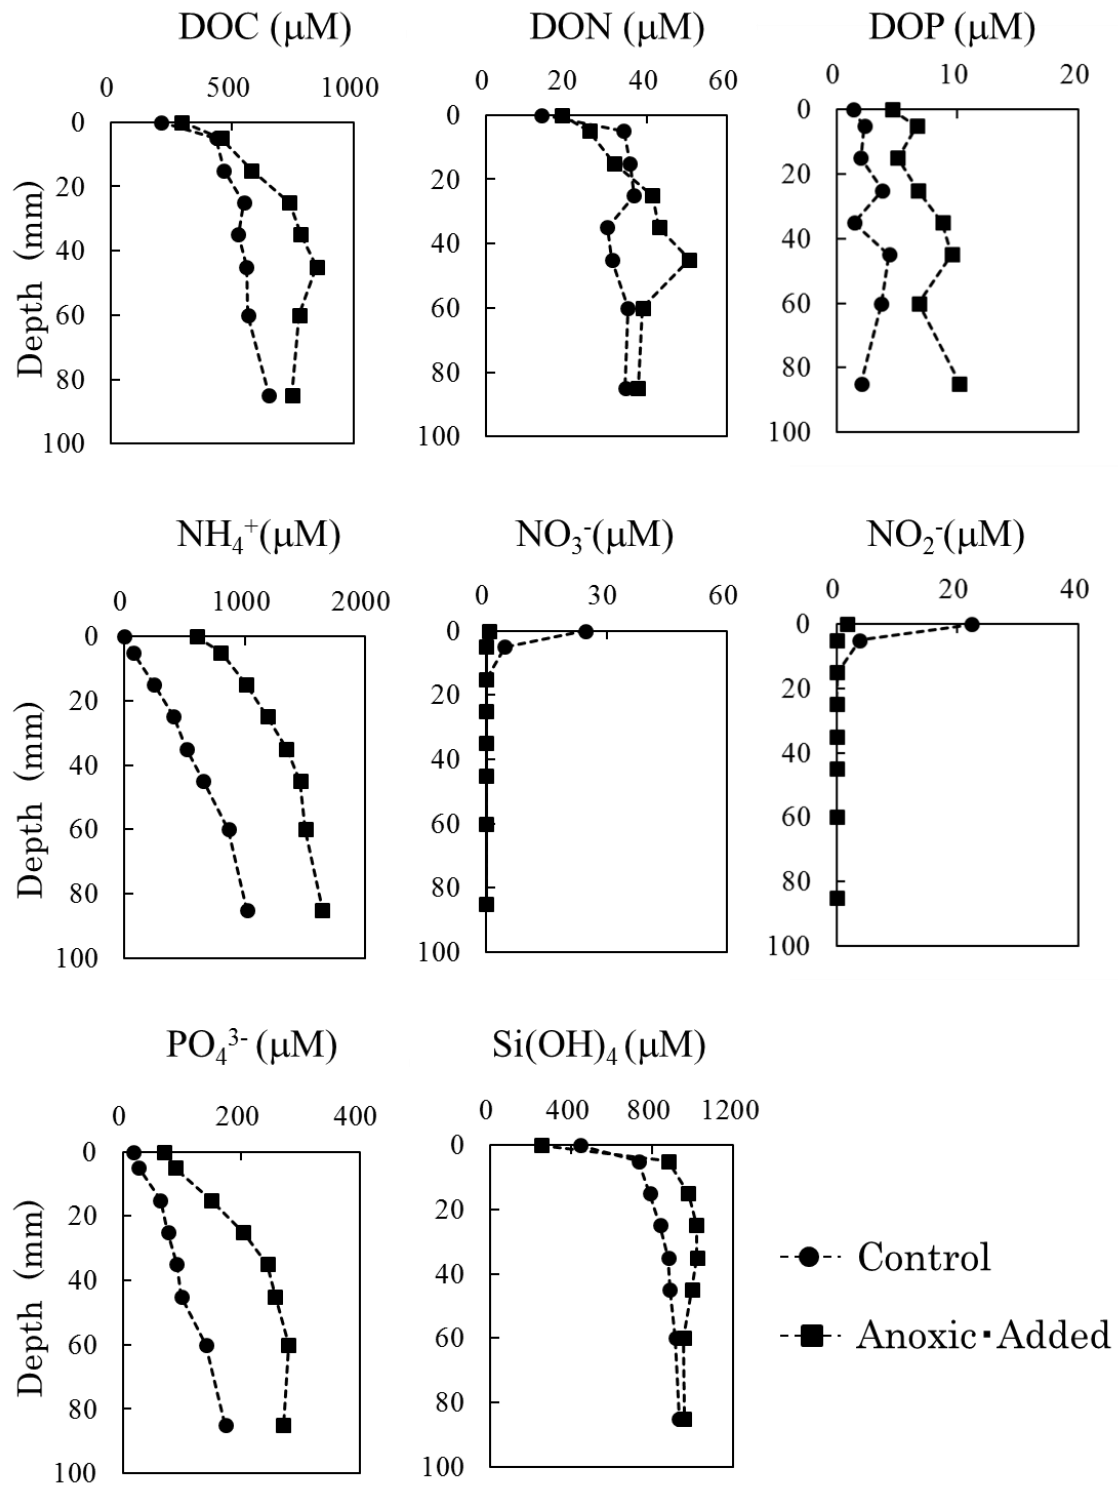 DOC (μM) DON (μM) DOP (μM)
0 500 1000 0 20 40 60 0 10 20
0 0 0
20 20 20
40 40 40
60 60 60
80 80 80
100 100 100
Depth (mm)
NH₄⁺(μM) NO₃⁻(μM) NO₂⁻(μM)
0 1000 2000 0 30 60 0 20 40
0 0 0
20 20 20
40 40 40
60 60 60
80 80 80
100 100 100
Depth (mm)
PO₄³⁻ (μM) Si(OH)₄ (μM)
0 200 400 0 400 800 1200
0 0
20 20
40 40
60 60
80 80
100 100
Depth (mm)
Control
Anoxic・Added